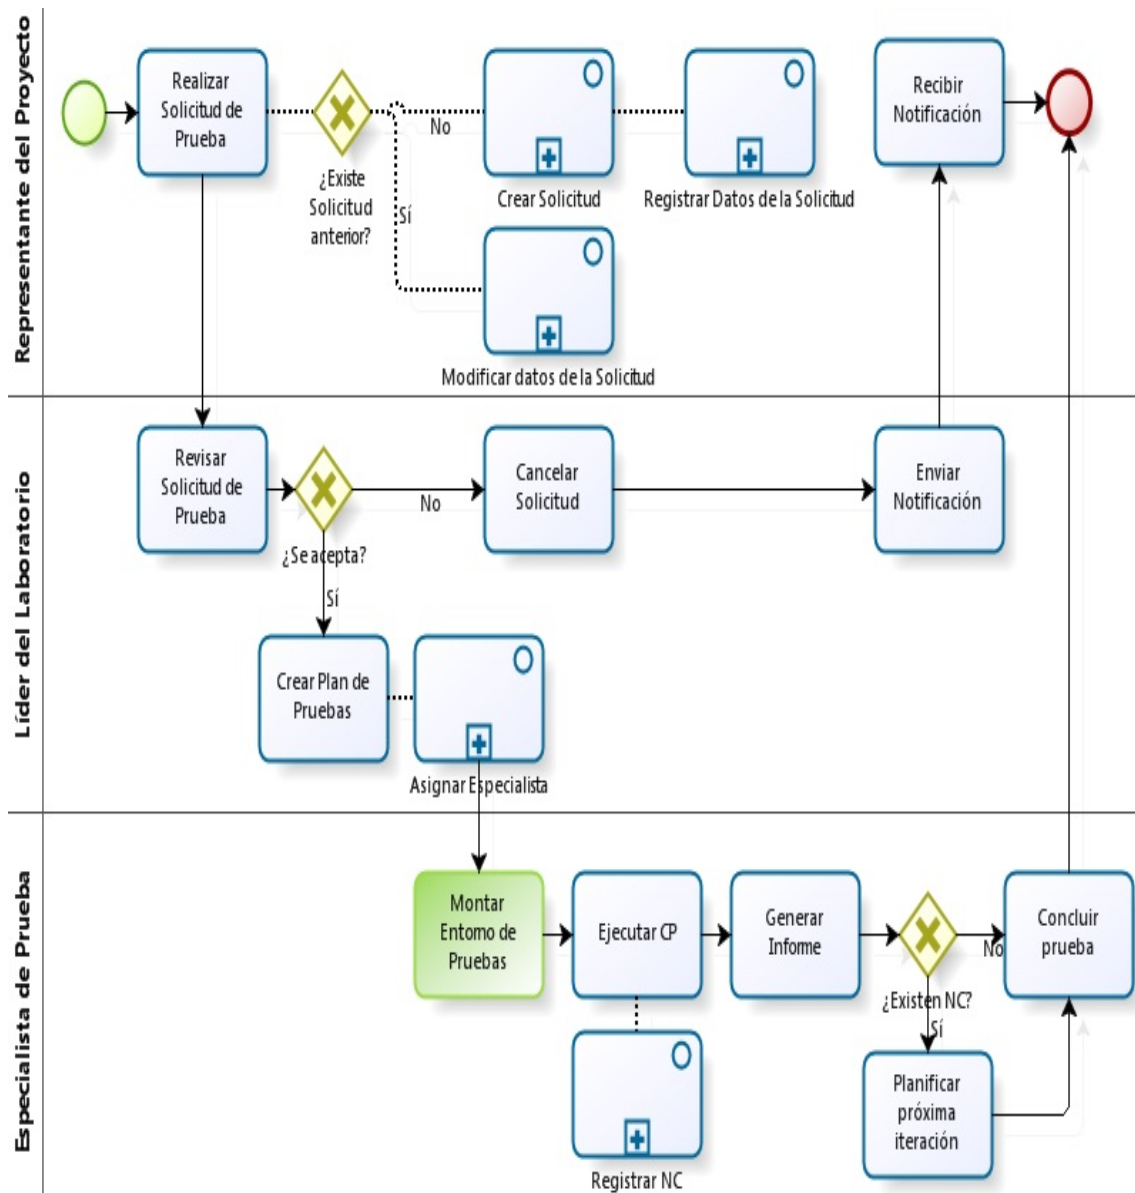 Representante del Proyecto
Realizar
Solicitud de
Prueba
¿Existe
Solicitud
anterior?
No
Sí
Crear Solicitud
Registrar Datos de la Solicitud
Modificar datos de la Solicitud
Recibir
Notificación
Líder del Laboratorio
Revisar
Solicitud de
Prueba
¿Se acepta?
No
Sí
Cancelar
Solicitud
Enviar
Notificación
Crear Plan de
Pruebas
Asignar Especialista
Especialista de Prueba
Montar
Entorno de
Pruebas
Ejecutar CP
Generar
Informe
¿Existen NC?
No
Sí
Concluir
prueba
Registrar NC
Planificar
próxima
iteración